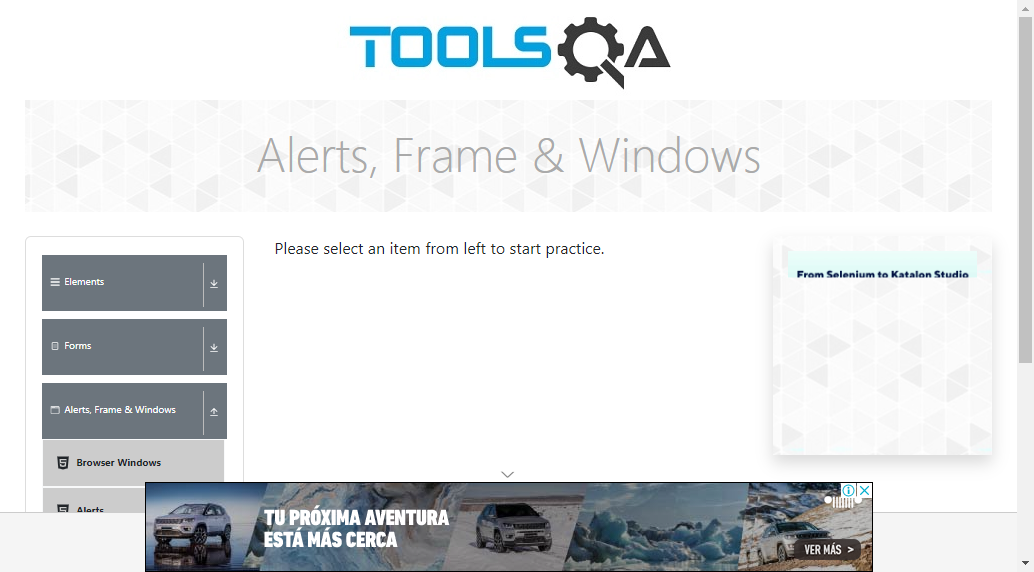 TOOLSQA
Alerts, Frame & Windows
Elements
Forms
Alerts, Frame & Windows
Browser Windows
Alerts
Please select an item from left to start practice.
From Selenium to Katalon Studio
TU PRÓXIMA AVENTURA
ESTÁ MÁS CERCA
VER MÁS >